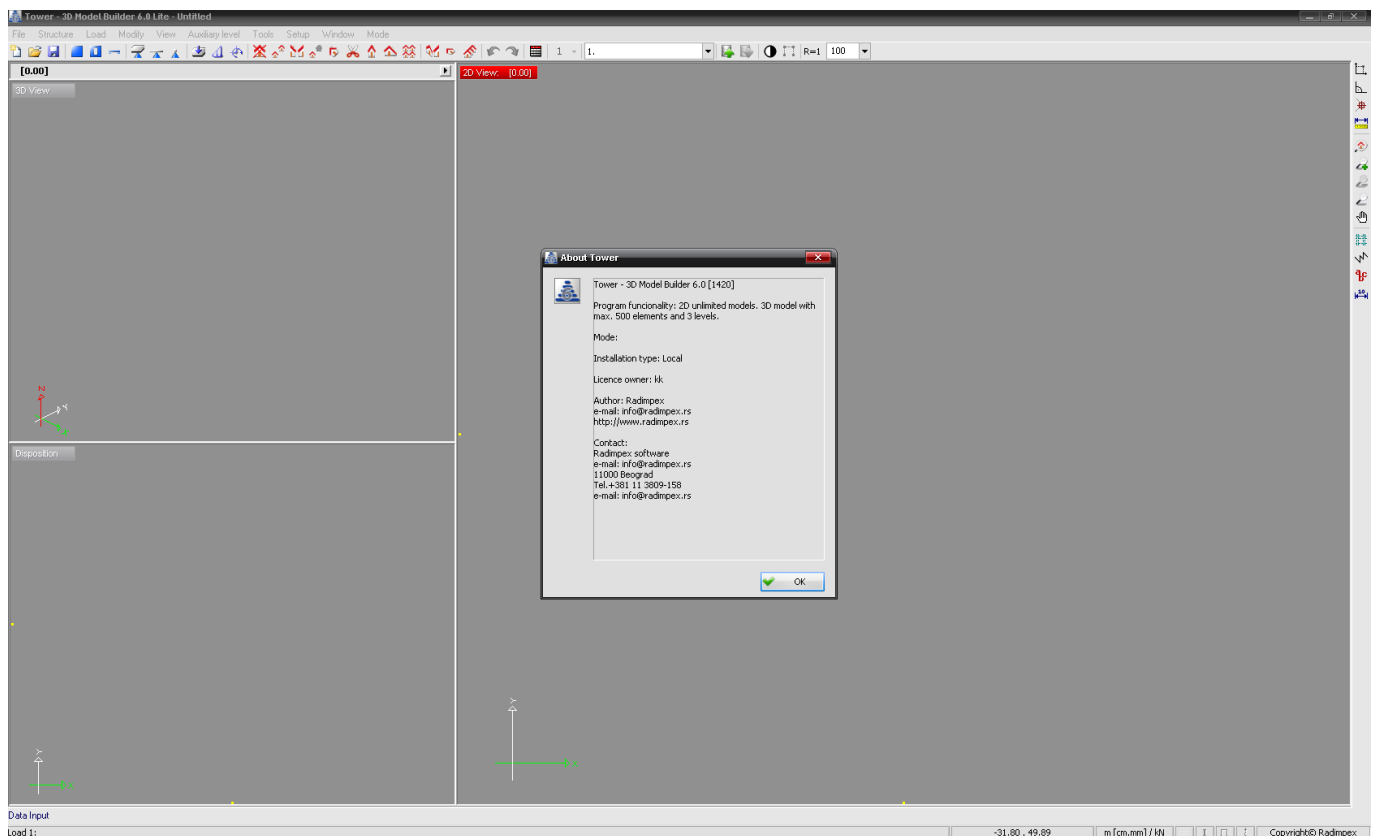 Tower - 3D Model Builder 6.0 Lite - Untitled
File Structure Load Modify View Auxiliary level Tools Setup Window Mode
1 - 1. R=1 100
[0.00]
2D View: [0.00]
3D View
Z
Y
About Tower
Tower - 3D Model Builder 6.0 [1420]
Program funcionality: 2D unlimited models. 3D model with
max. 500 elements and 3 levels.
Mode:
Installation type: Local
Licence owner: kk
Author: Radimpex
e-mail: info@radimpex.rs
http://www.radimpex.rs
Contact:
Radimpex software
e-mail: info@radimpex.rs
11000 Beograd
Tel.+381 11 3809-158
e-mail: info@radimpex.rs
OK
Disposition
Y
Y
Data Input
Load 1:
-31.80 , 49.89 m [cm,mm] / kN Copyright© Radimpex